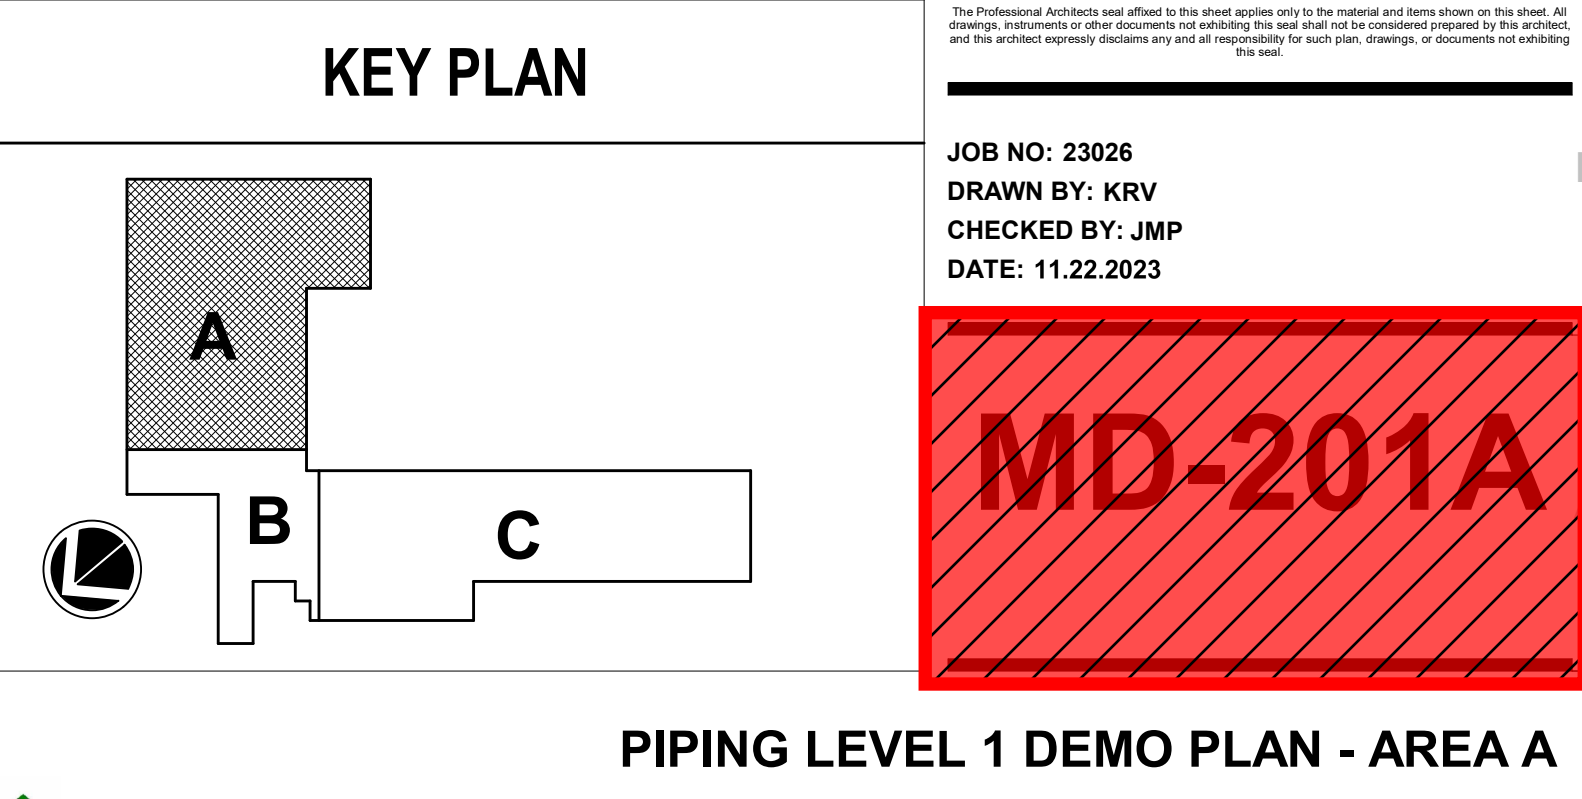 KEY PLAN
A
B
C
The Professional Architects seal affixed to this sheet applies only to the material and items shown on this sheet. All
drawings, instruments or other documents not exhibiting this seal shall not be considered prepared by this architect,
and this architect expressly disclaims any and all responsibility for such plan, drawings, or documents not exhibiting
this seal.
JOB NO: 23026
DRAWN BY: KRV
CHECKED BY: JMP
DATE: 11.22.2023
MD-201A
PIPING LEVEL 1 DEMO PLAN - AREA A